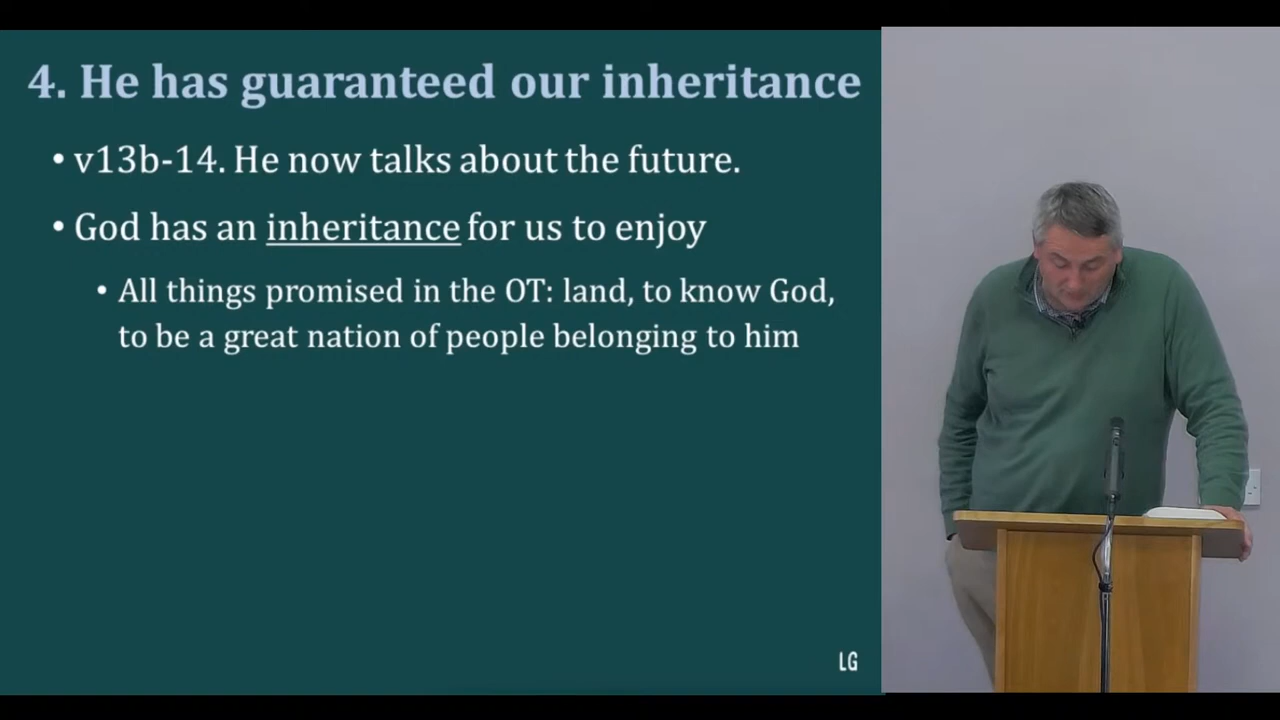 4. He has guaranteed our inheritance
• v13b-14. He now talks about the future.
• God has an inheritance for us to enjoy
• All things promised in the OT: land, to know God,
to be a great nation of people belonging to him
LG